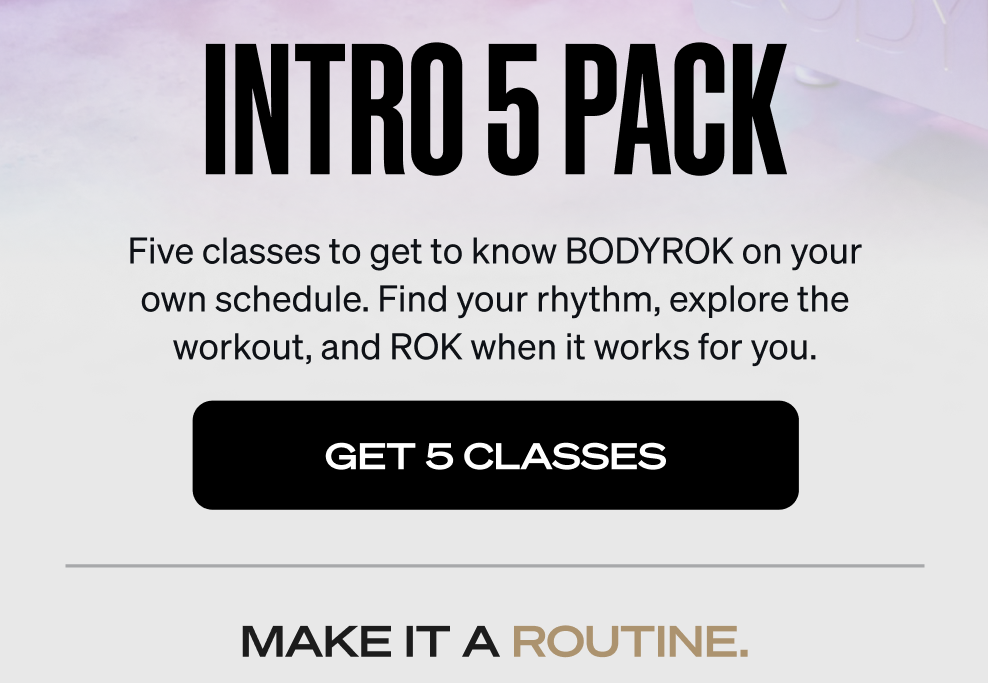 BODY
INTRO 5 PACK
Five classes to get to know BODYROK on your
own schedule. Find your rhythm, explore the
workout, and ROK when it works for you.
GET 5 CLASSES
MAKE IT A ROUTINE.